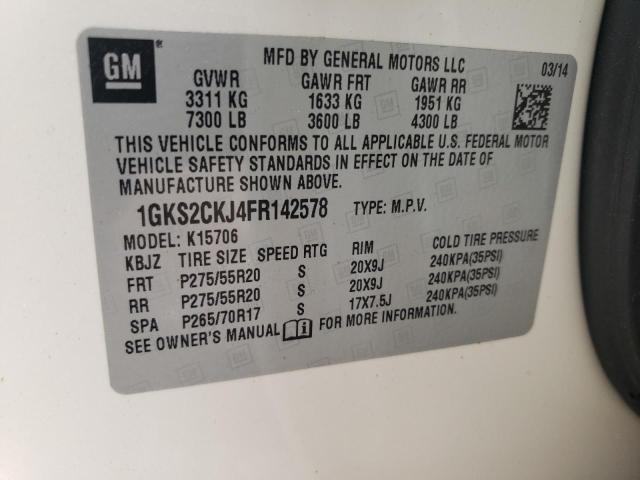 GM
MFD BY GENERAL MOTORS LLC 03/14
GVWR GAWR FRT GAWR RR
3311 KG 1633 KG 1951 KG
7300 LB 3600 LB 4300 LB
THIS VEHICLE CONFORMS TO ALL APPLICABLE U.S. FEDERAL MOTOR
VEHICLE SAFETY STANDARDS IN EFFECT ON THE DATE OF
MANUFACTURE SHOWN ABOVE.
1GKS2CKJ4FR142578 TYPE: M.P.V.
MODEL: K15706
KBJZ TIRE SIZE SPEED RTG RIM COLD TIRE PRESSURE
FRT P275/55R20 S 20X9J 240KPA(35PSI)
RR P275/55R20 S 20X9J 240KPA(35PSI)
SPA P265/70R17 S 17X7.5J 240KPA(35PSI)
SEE OWNER'S MANUAL FOR MORE INFORMATION.